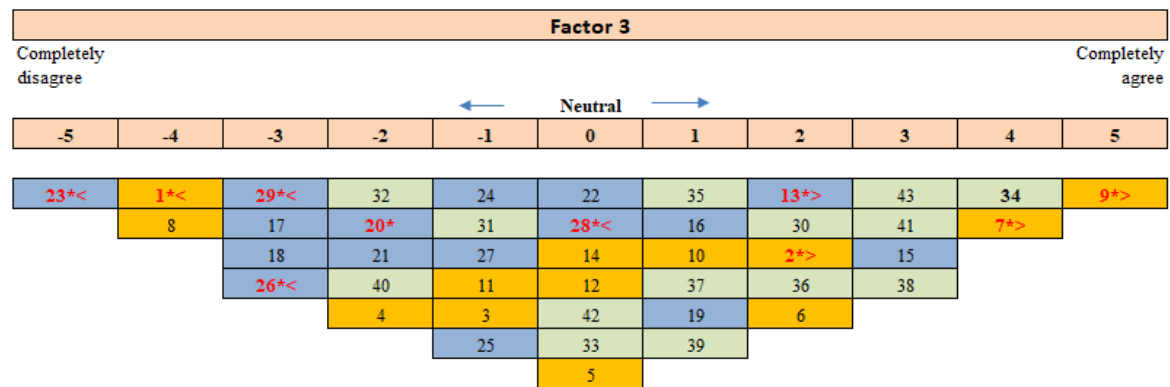 Factor 3
Completely disagree Completely agree
Neutral
-5 -4 -3 -2 -1 0 1 2 3 4 5
23*< 1*< 29*< 32 24 22 35 13*> 43 34 9*>
8 17 20* 31 28*< 16 30 41 7*>
18 21 27 14 10 2*> 15
26*< 40 11 12 37 36 38
4 3 42 19 6
25 33 39
5